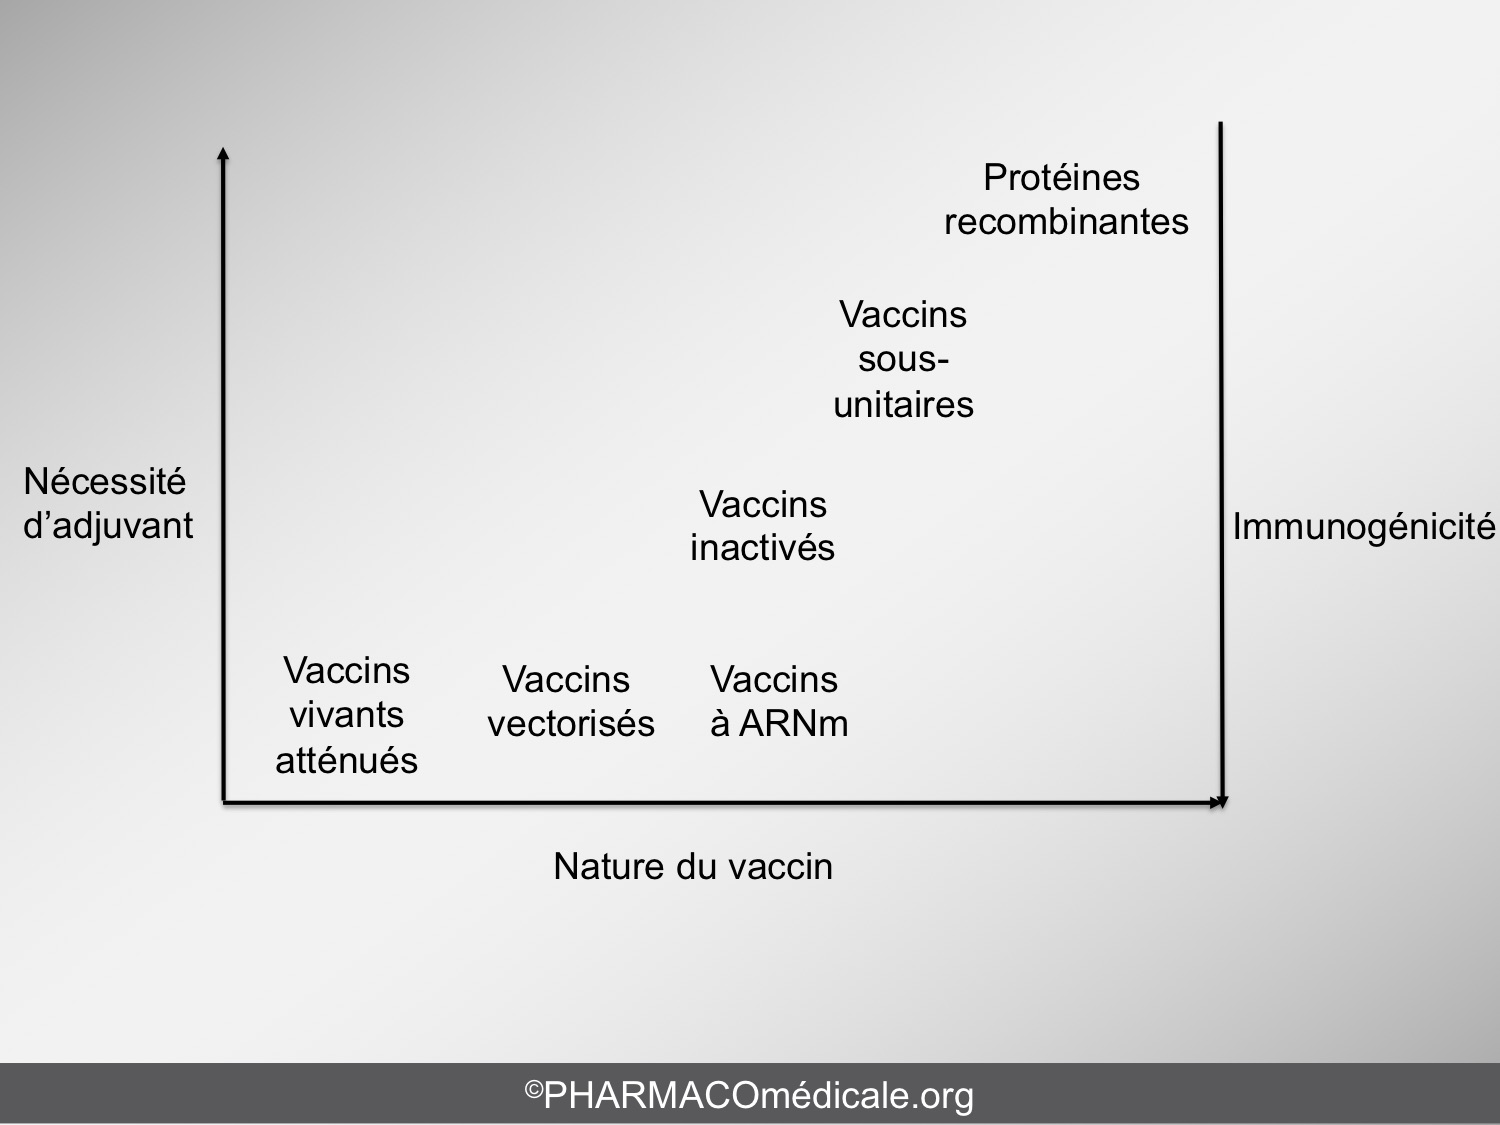 Protéines
recombinantes
Vaccins
sous-
unitaires
Nécessité
d’adjuvant
Vaccins
inactivés
Immunogénicité
Vaccins
vivants
atténués
Vaccins
vectorisés
Vaccins
à ARNm
Nature du vaccin
©PHARMACOmédicale.org